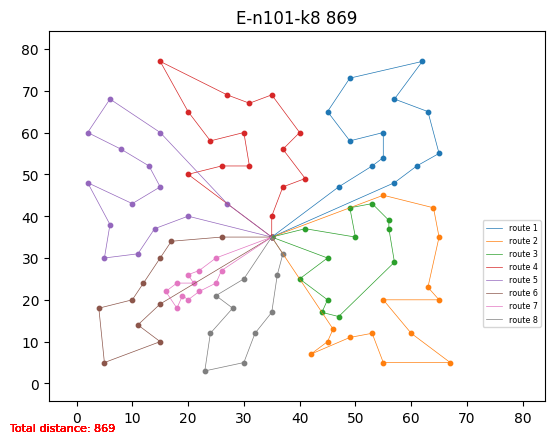 E-n101-k8 869
80
70
60
50
40
30
20
10
0
0 10 20 30 40 50 60 70 80
route 1
route 2
route 3
route 4
route 5
route 6
route 7
route 8
Total distance: 869